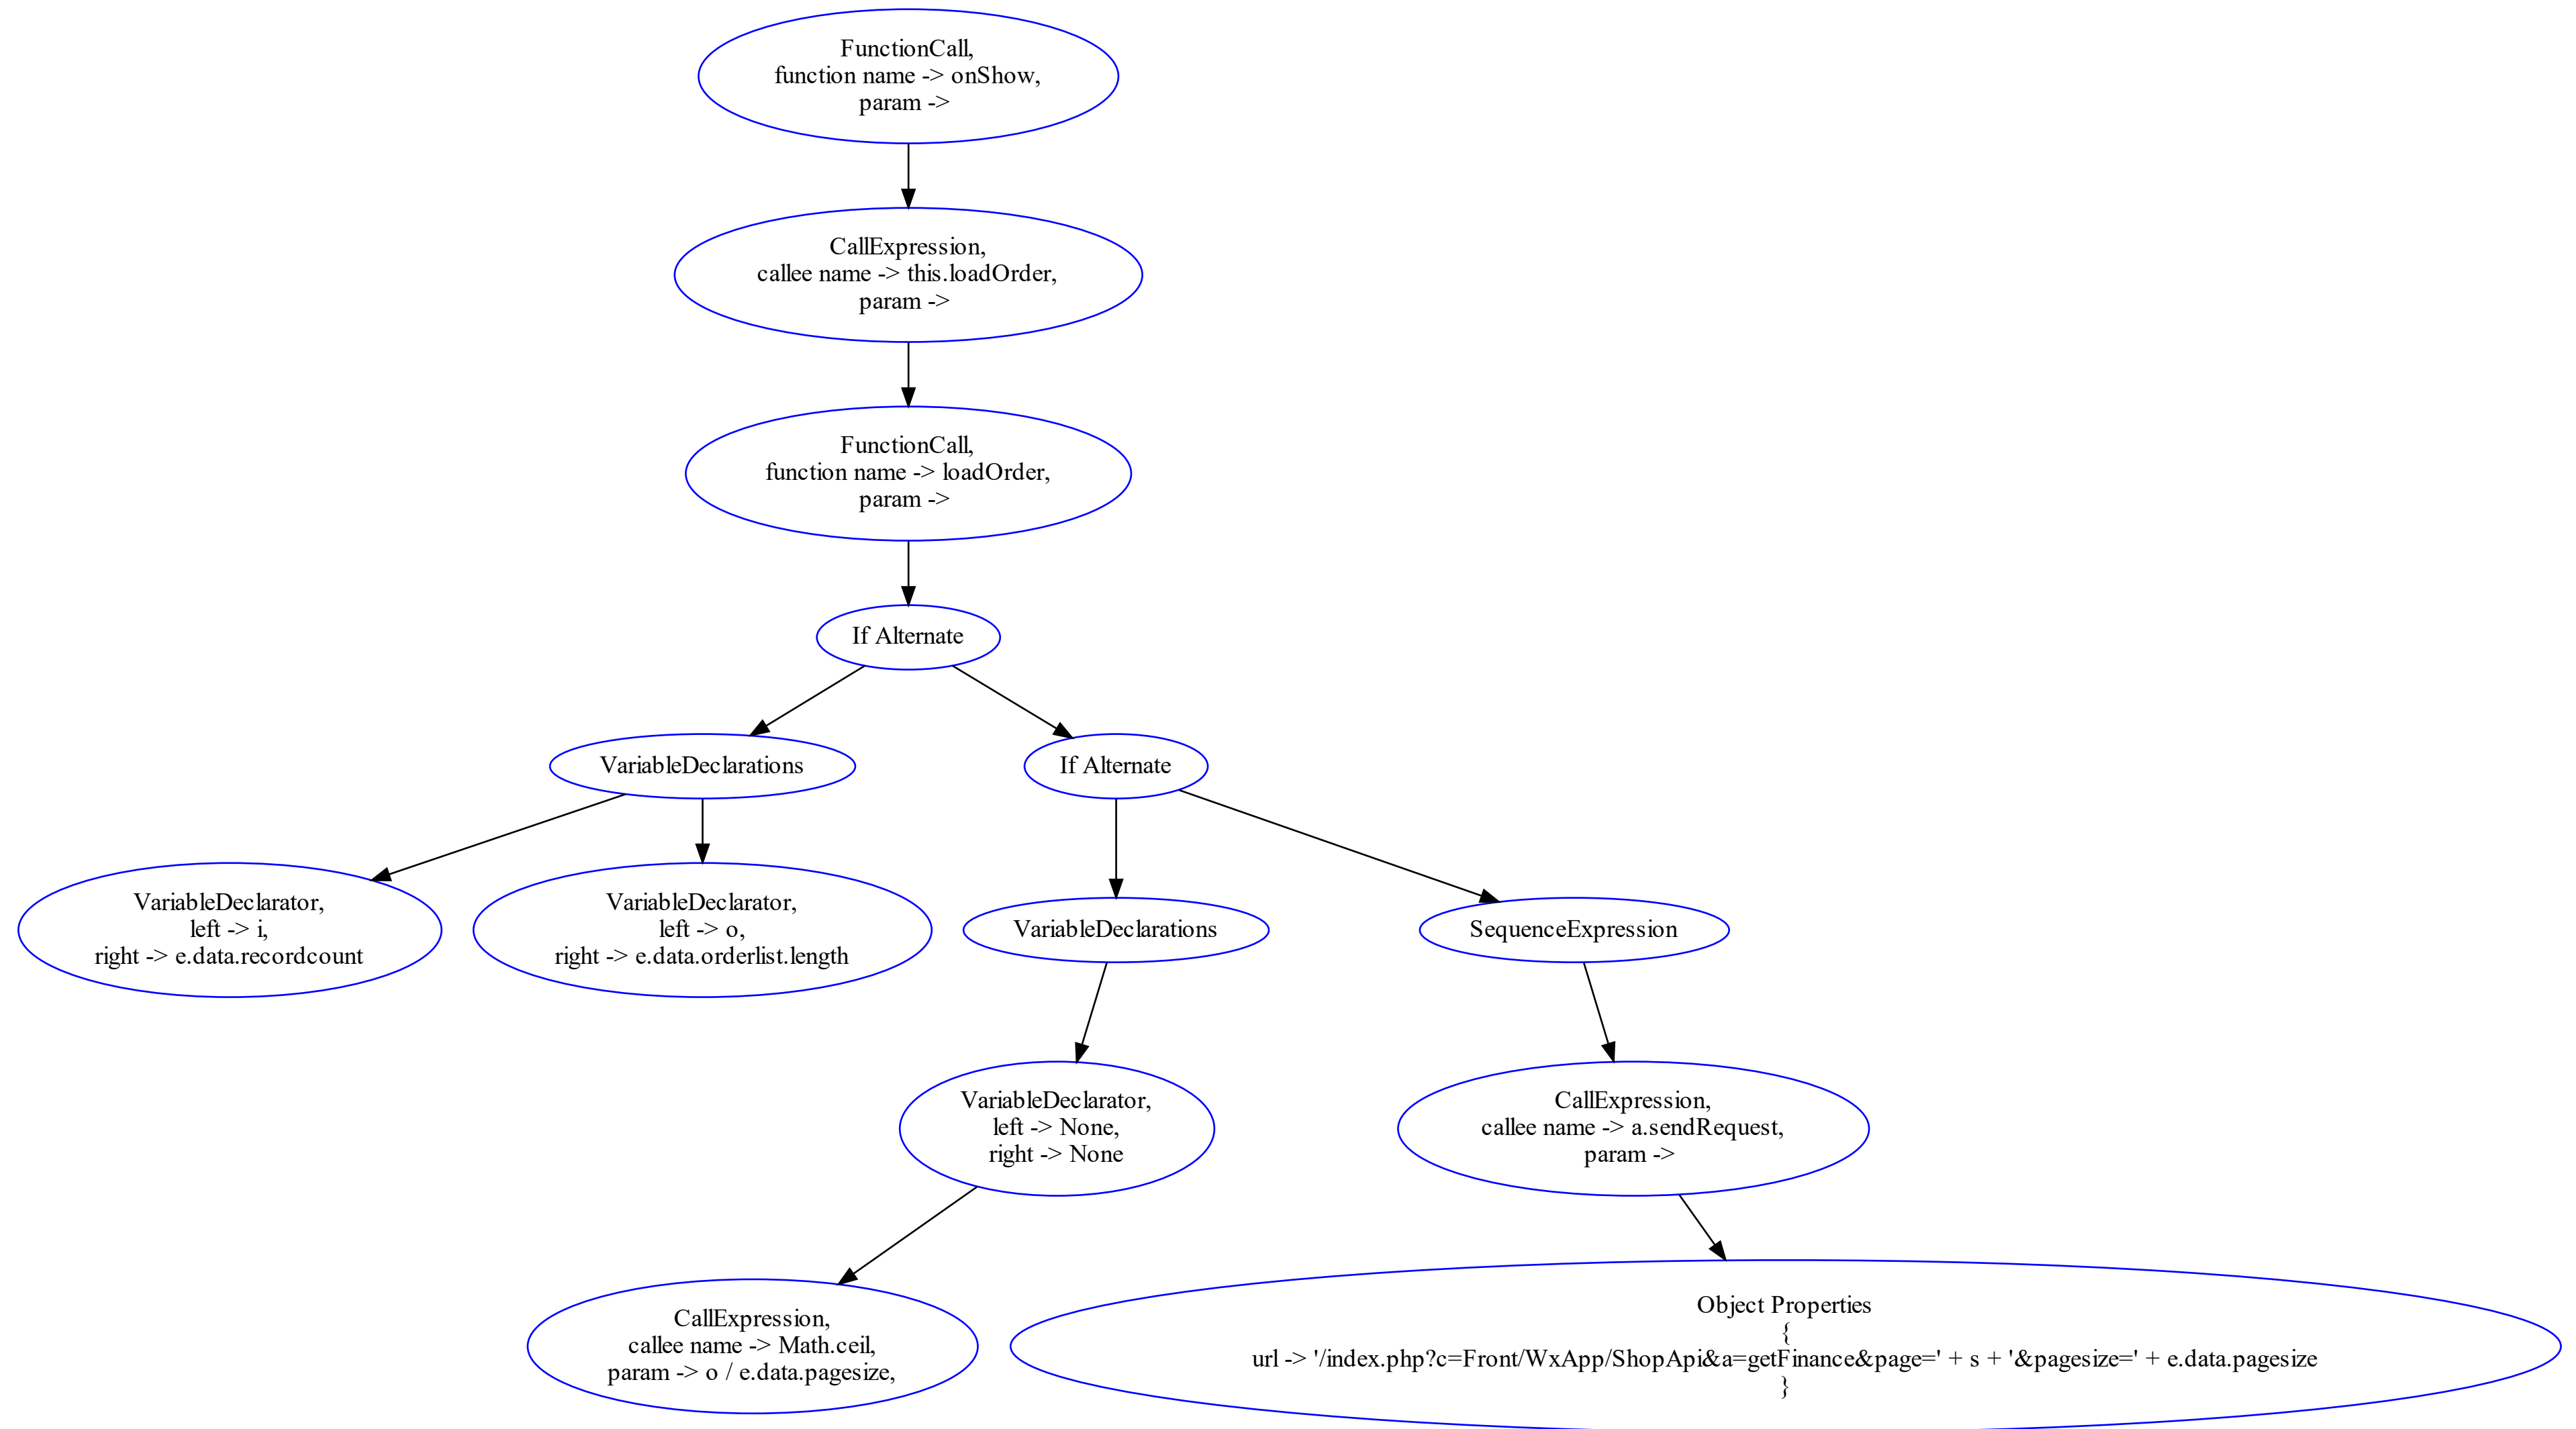 FunctionCall,
function name -> onShow,
param ->
CallExpression,
callee name -> this.loadOrder,
param ->
FunctionCall,
function name -> loadOrder,
param ->
If Alternate
VariableDeclarations
If Alternate
VariableDeclarator,
left -> i,
right -> e.data.recordcount
VariableDeclarator,
left -> o,
right -> e.data.orderlist.length
VariableDeclarations
SequenceExpression
VariableDeclarator,
left -> None,
right -> None
CallExpression,
callee name -> a.sendRequest,
param ->
CallExpression,
callee name -> Math.ceil,
param -> o / e.data.pagesize,
Object Properties
{
url -> '/index.php?c=Front/WxApp/ShopApi&a=getFinance&page=' + s + '&pagesize=' + e.data.pagesize
}